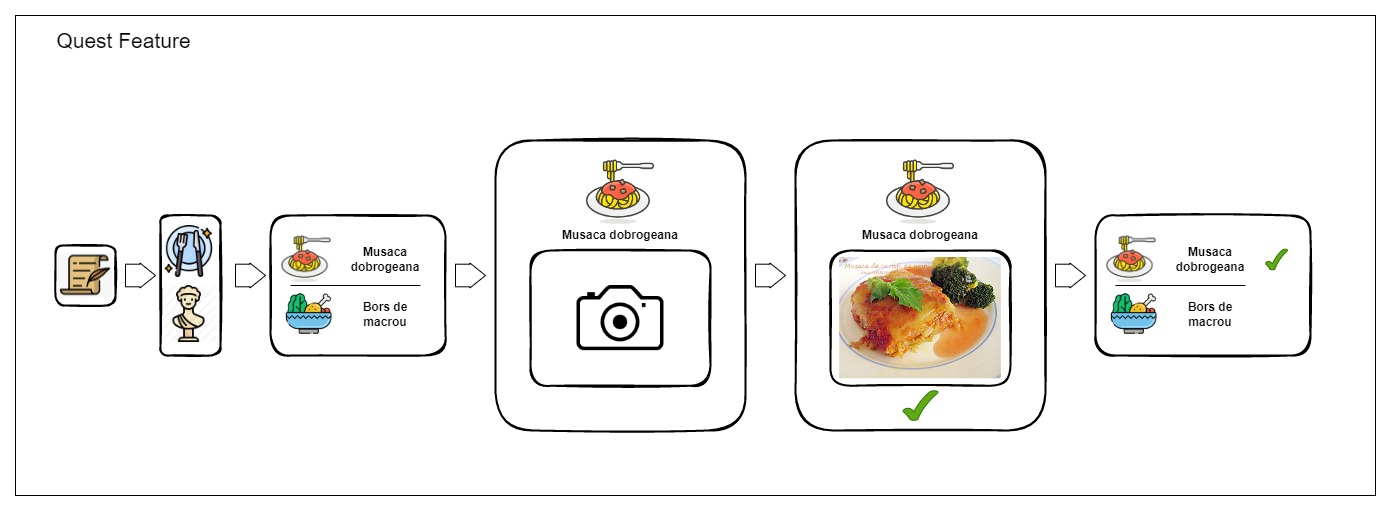 Quest Feature
Musaca
dobrogeana
Bors de
macrou
Musaca dobrogeana
Musaca dobrogeana
Musaca de cartofi cu
Musaca
dobrogeana
Bors de
macrou